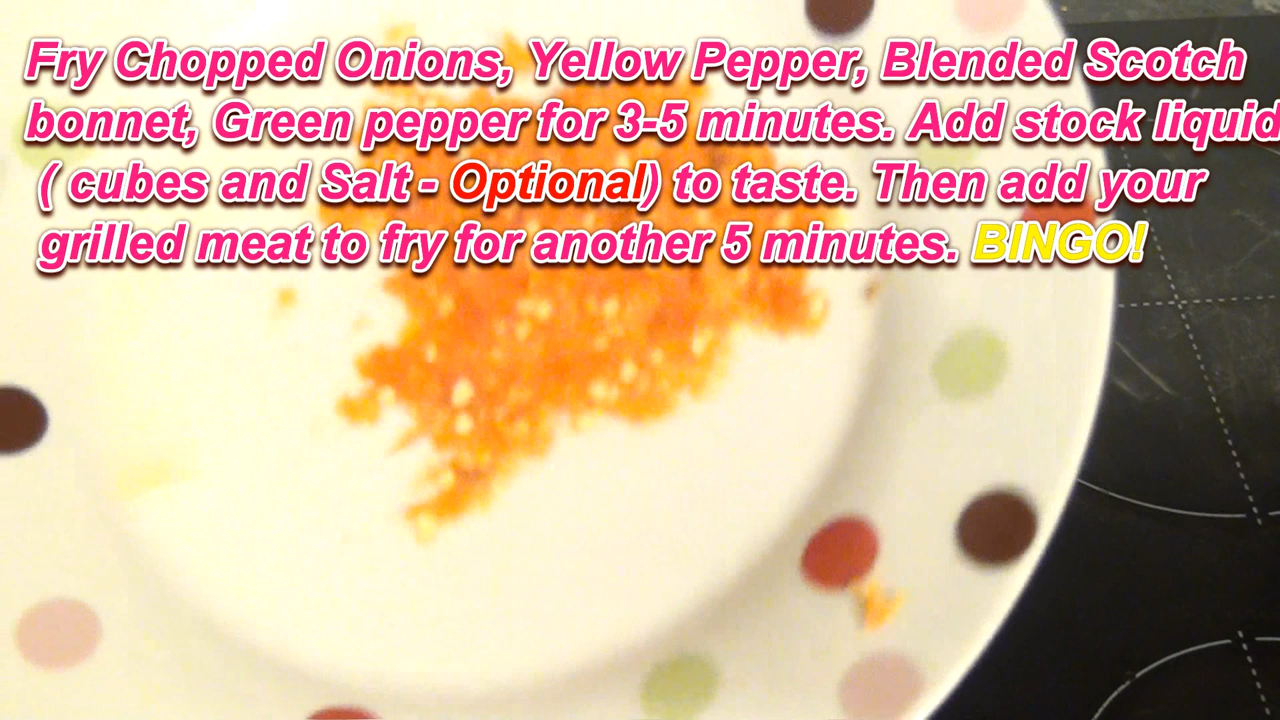 Fry Chopped Onions, Yellow Pepper, Blended Scotch
bonnet, Green pepper for 3-5 minutes. Add stock liquid
( cubes and Salt - Optional) to taste. Then add your
grilled meat to fry for another 5 minutes. BINGO!